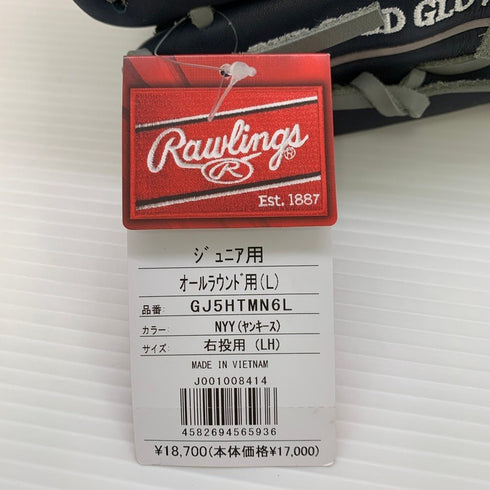 LD GLOV
Rawlings®
R
Est. 1887
ジュニア用
オールラウンド用(L)
品番: GJ5HTMN6L
カラー: NYY(ヤンキース)
サイズ: 右投用 (LH)
MADE IN VIETNAM
J001008414
4582694565936
¥18,700(本体価格¥17,000)